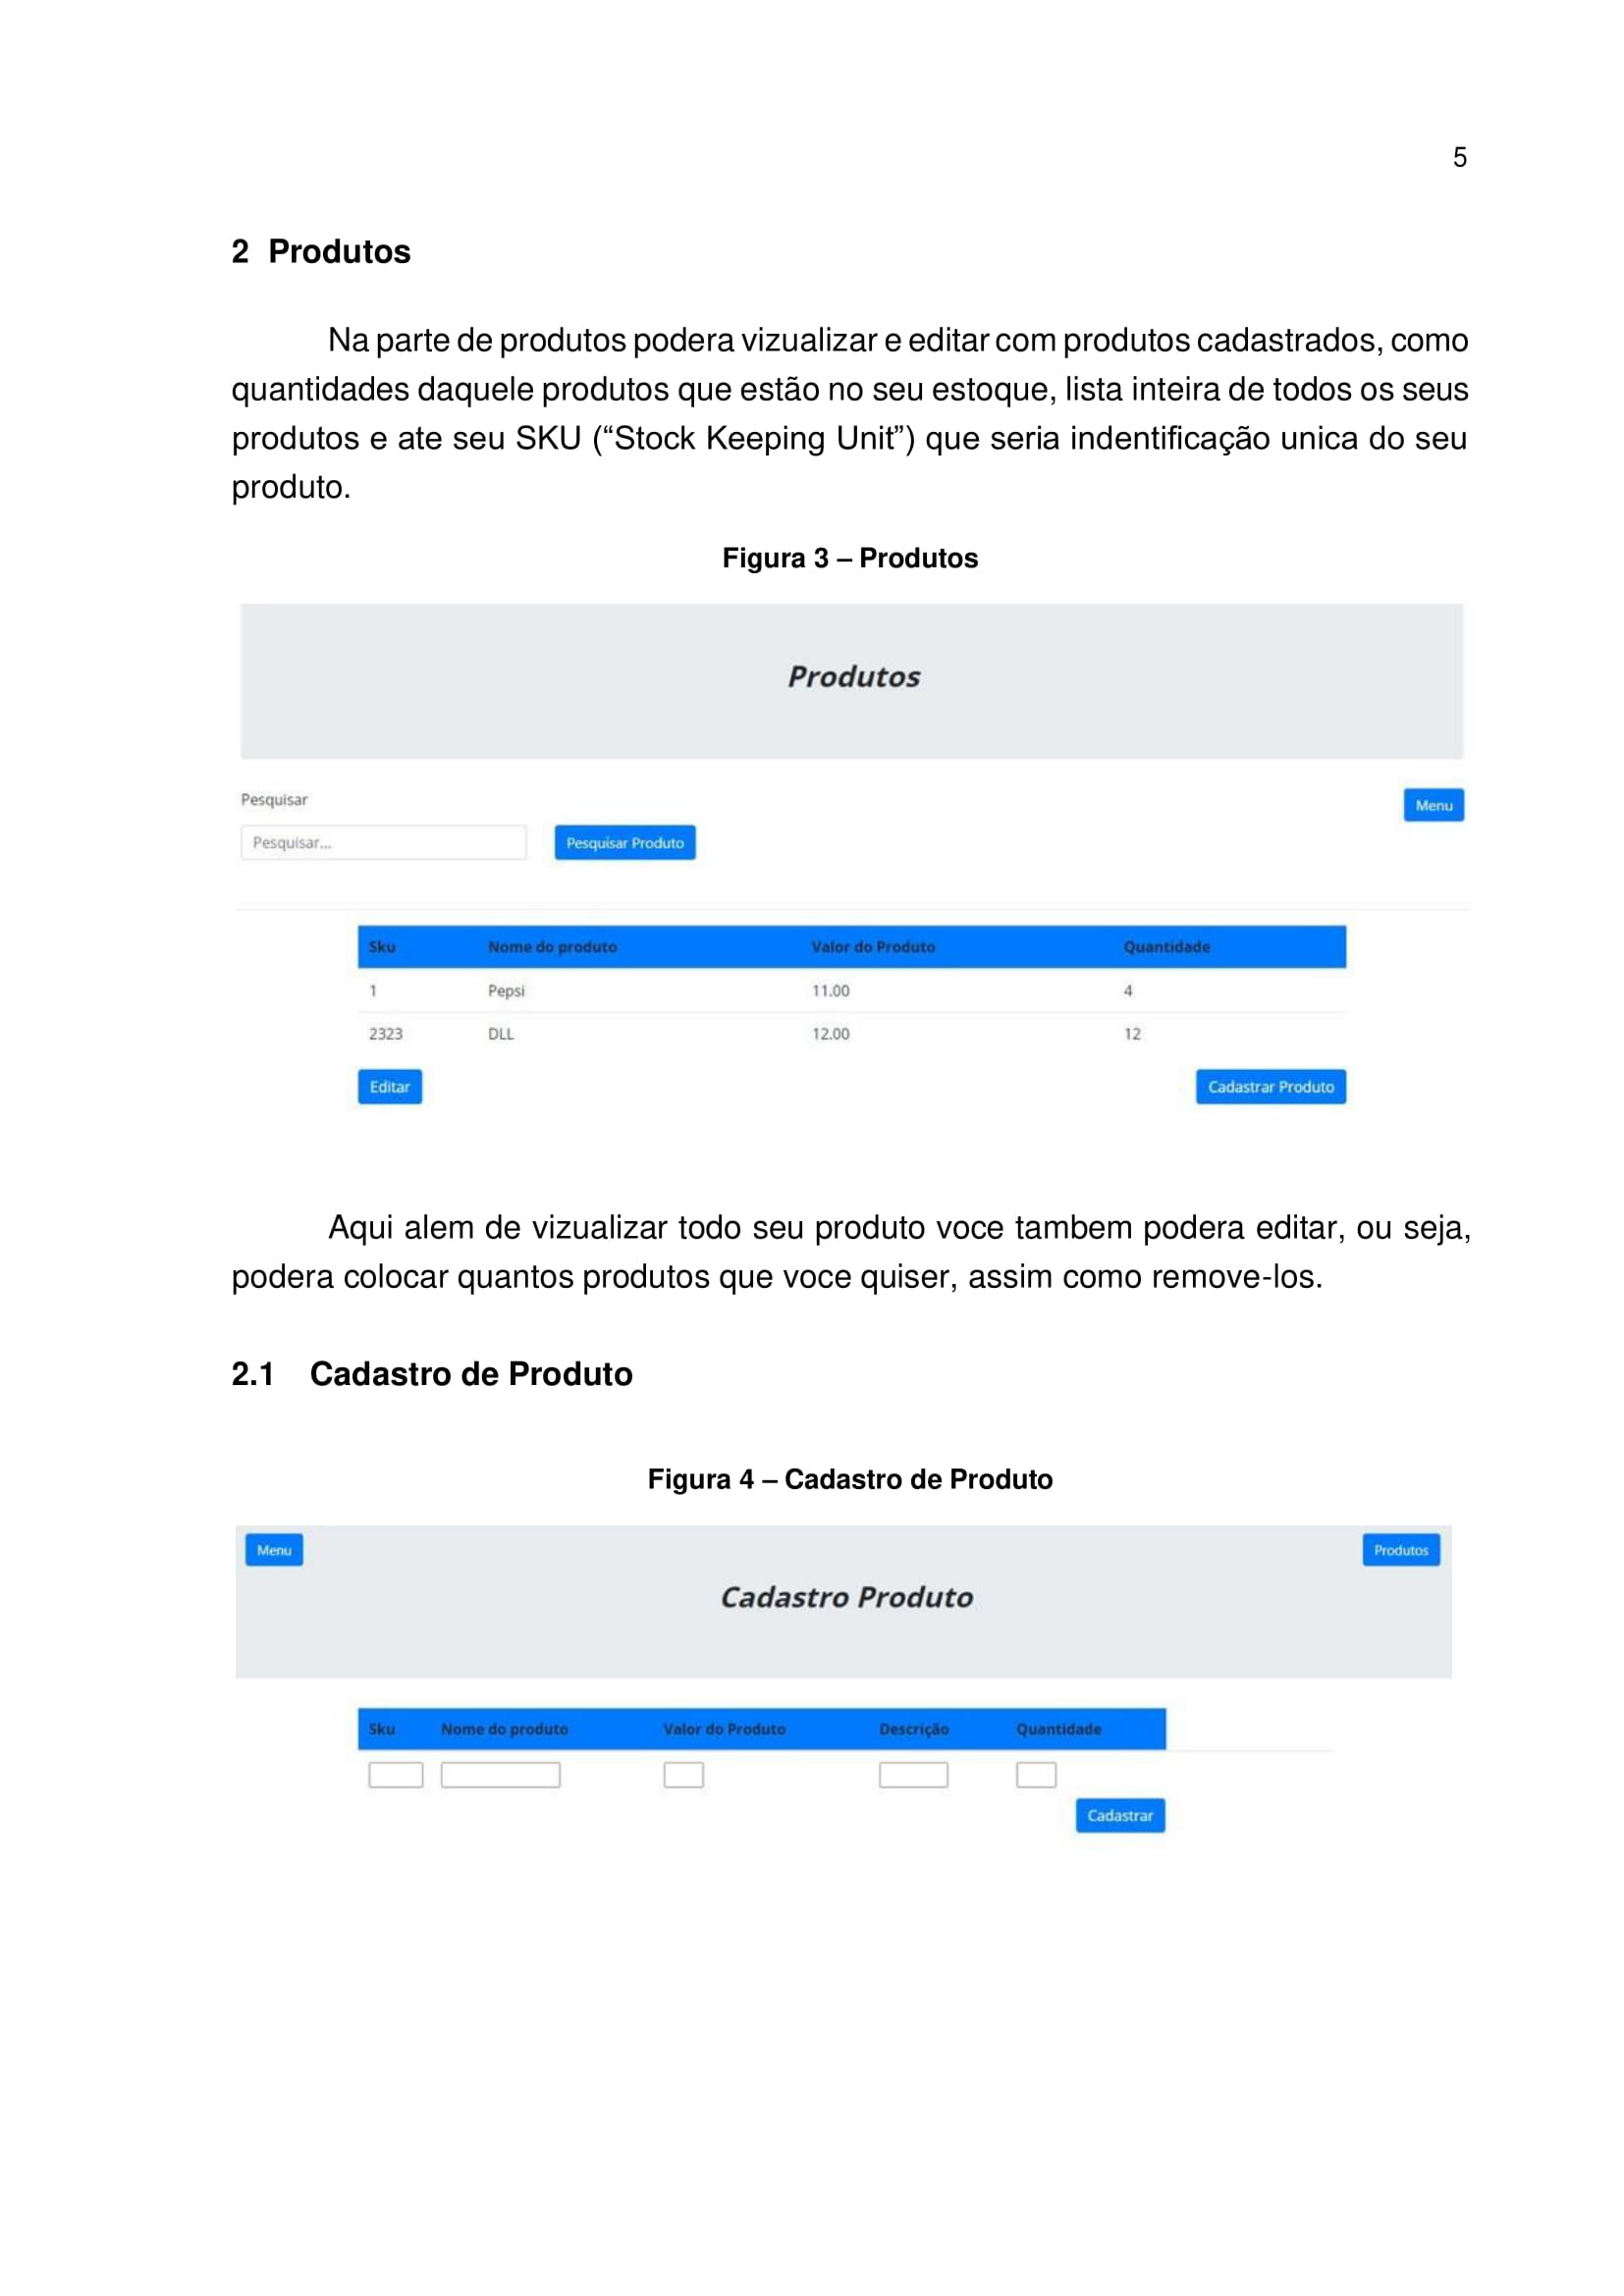 5
2 Produtos
Na parte de produtos podera vizualizar e editar com produtos cadastrados, como
quantidades daquele produtos que estão no seu estoque, lista inteira de todos os seus
produtos e ate seu SKU (“Stock Keeping Unit”) que seria indentificação unica do seu
produto.
Figura 3 – Produtos
Produtos
Pesquisar
Menu
Pesquisar... Pesquisar Produto
Sku Nome do produto Valor do Produto Quantidade
1 Pepsi 11.00 4
2323 DLL 12.00 12
Editar Cadastrar Produto
Aqui alem de vizualizar todo seu produto voce tambem podera editar, ou seja,
podera colocar quantos produtos que voce quiser, assim como remove-los.
2.1 Cadastro de Produto
Figura 4 – Cadastro de Produto
Menu Produtos
Cadastro Produto
Sku Nome do produto Valor do Produto Descrição Quantidade
Cadastrar